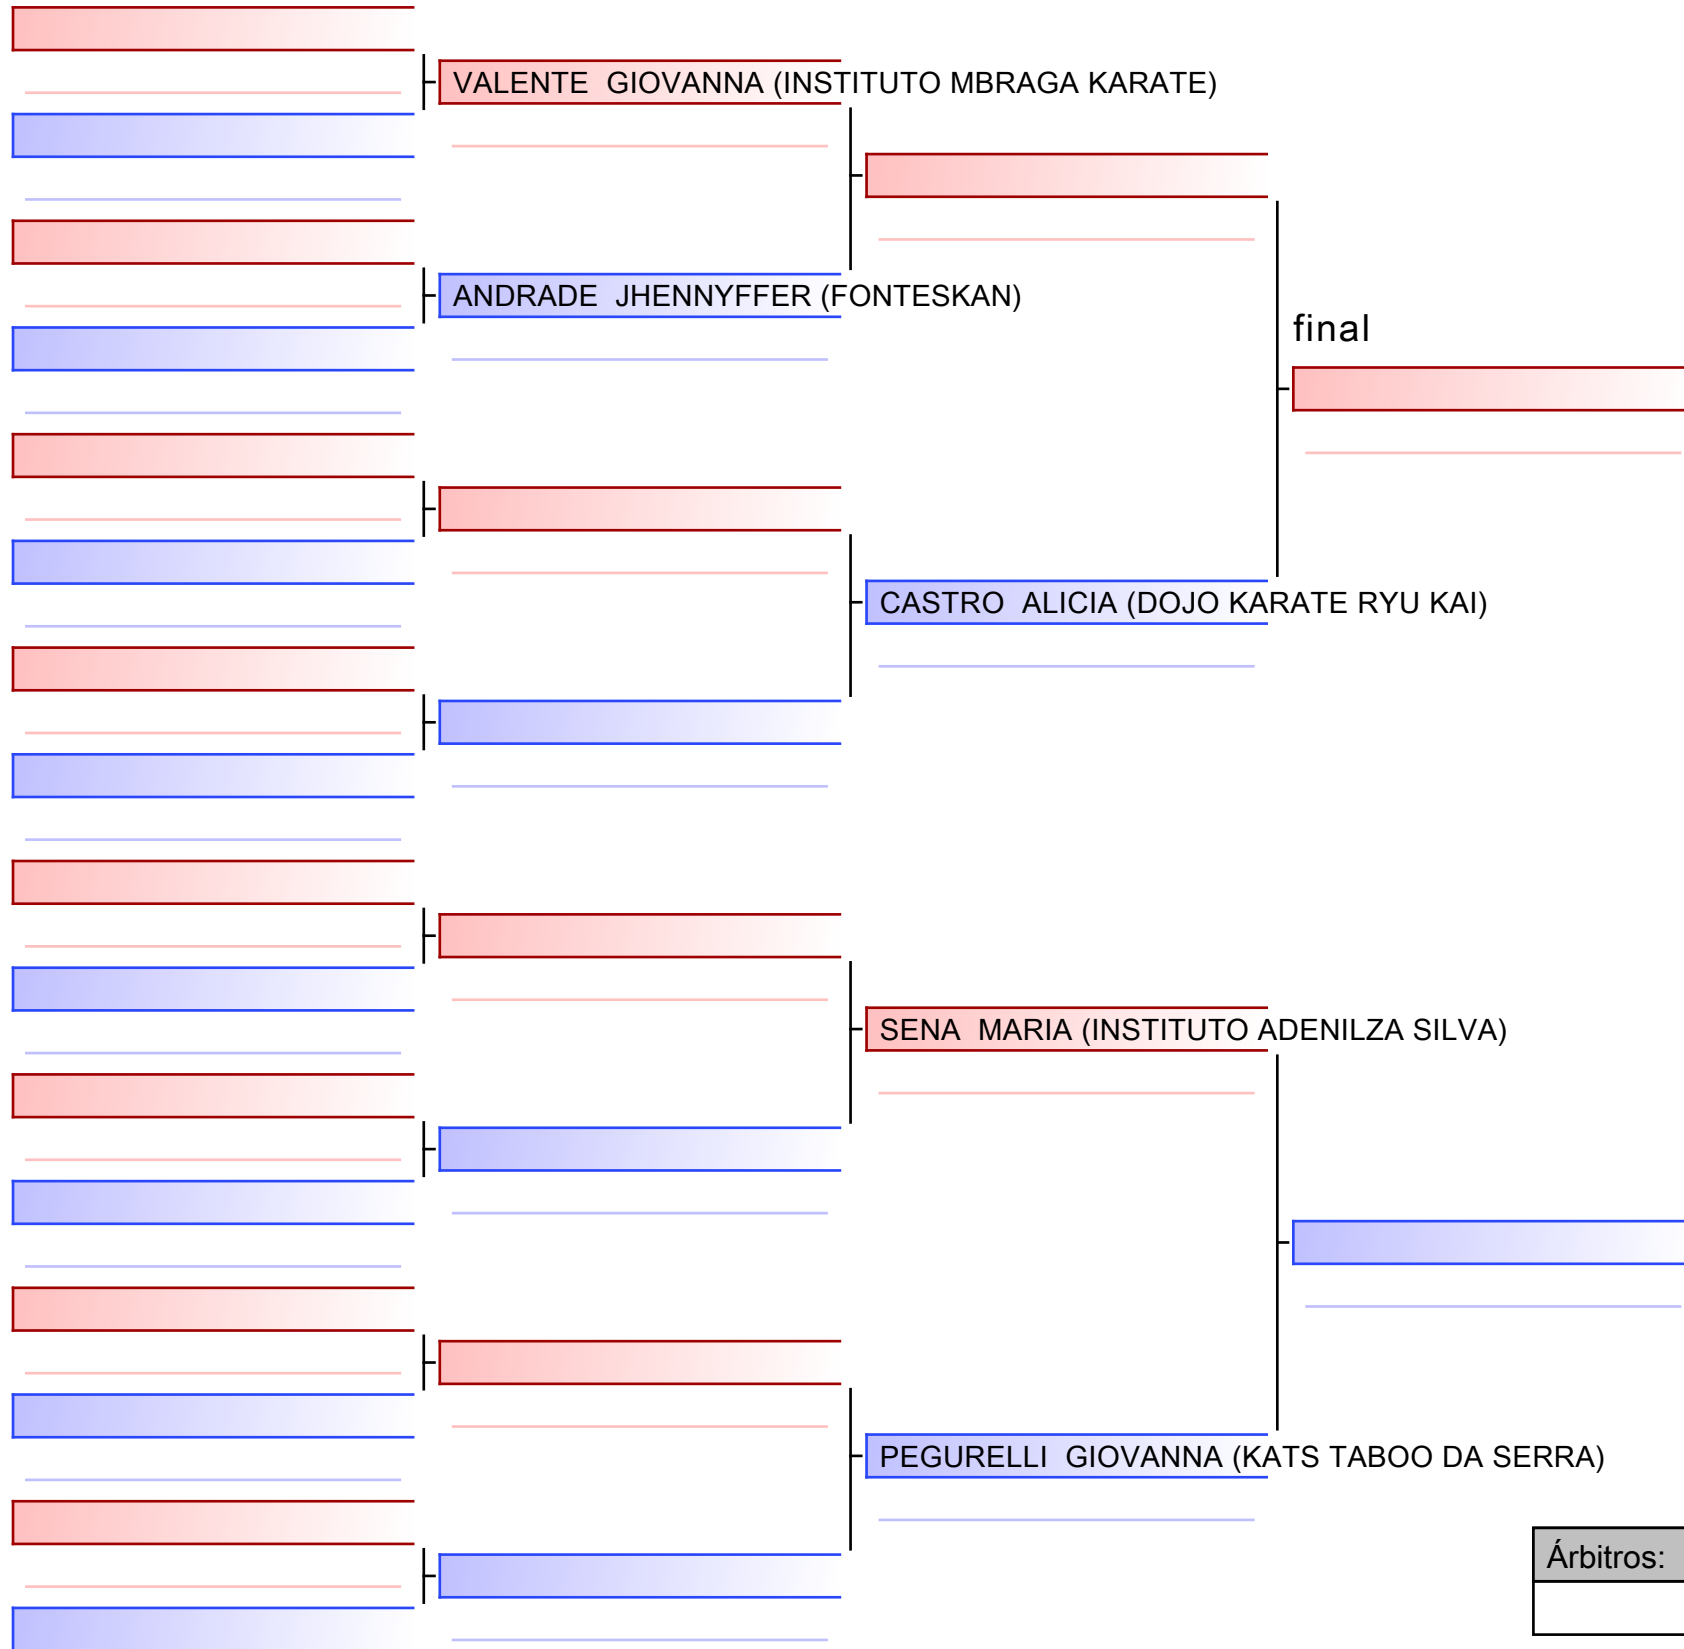 VALENTE  GIOVANNA (INSTITUTO MBRAGA KARATE)
ANDRADE  JHENNYFFER (FONTESKAN)
final
CASTRO  ALICIA (DOJO KARATE RYU KAI)
SENA  MARIA (INSTITUTO ADENILZA SILVA)
PEGURELLI  GIOVANNA (KATS TABOO DA SERRA)
Árbitros: